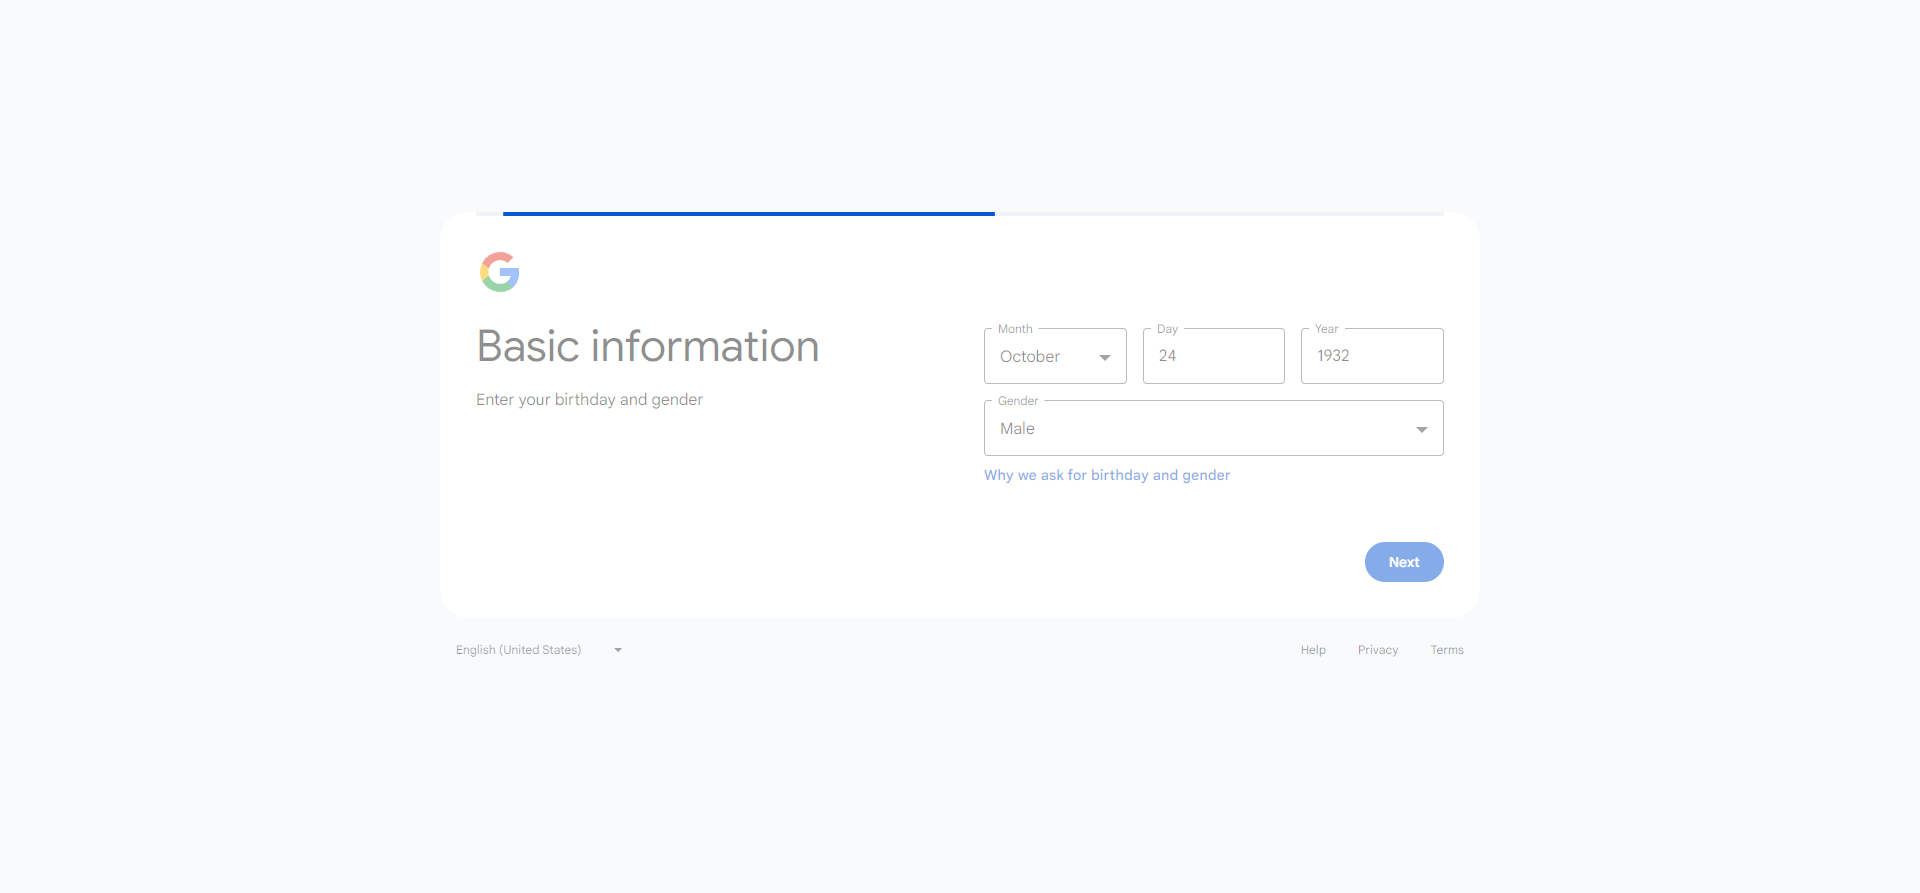 Basic information
Enter your birthday and gender
Month
October
Day
24
Year
1932
Gender
Male
Why we ask for birthday and gender
Next
English (United States)
Help
Privacy
Terms